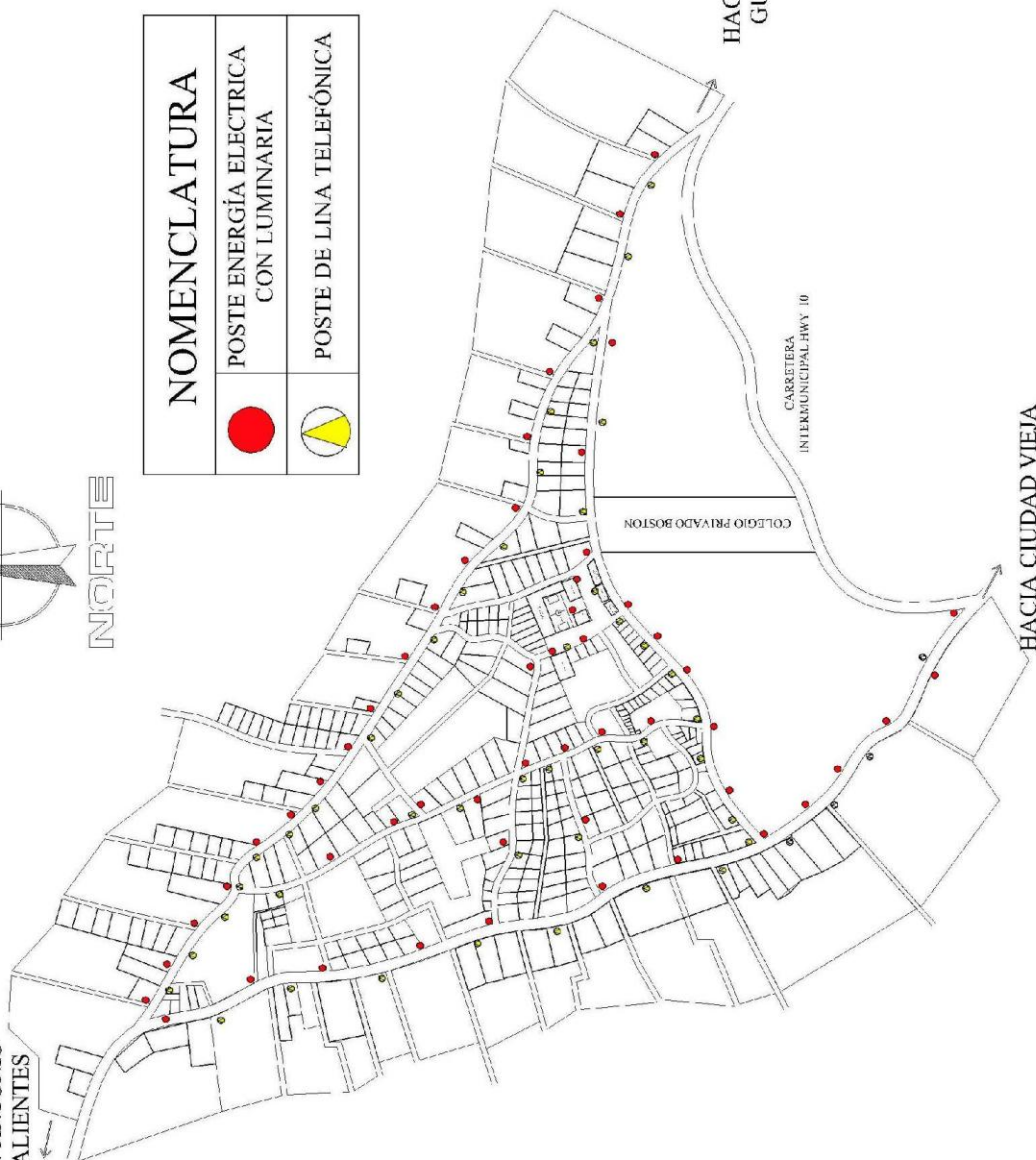 NOMENCLATURA
POSTE ENERGÍA ELECTRICA
CON LUMINARIA
POSTE DE LINA TELEFÓNICA
NORTE
ALIENTES
CARRETERA
INTERMUNICIPAL HWY 10
COLEGIO PRIVADO BOSTON
HACIA CIUDAD VIEJA